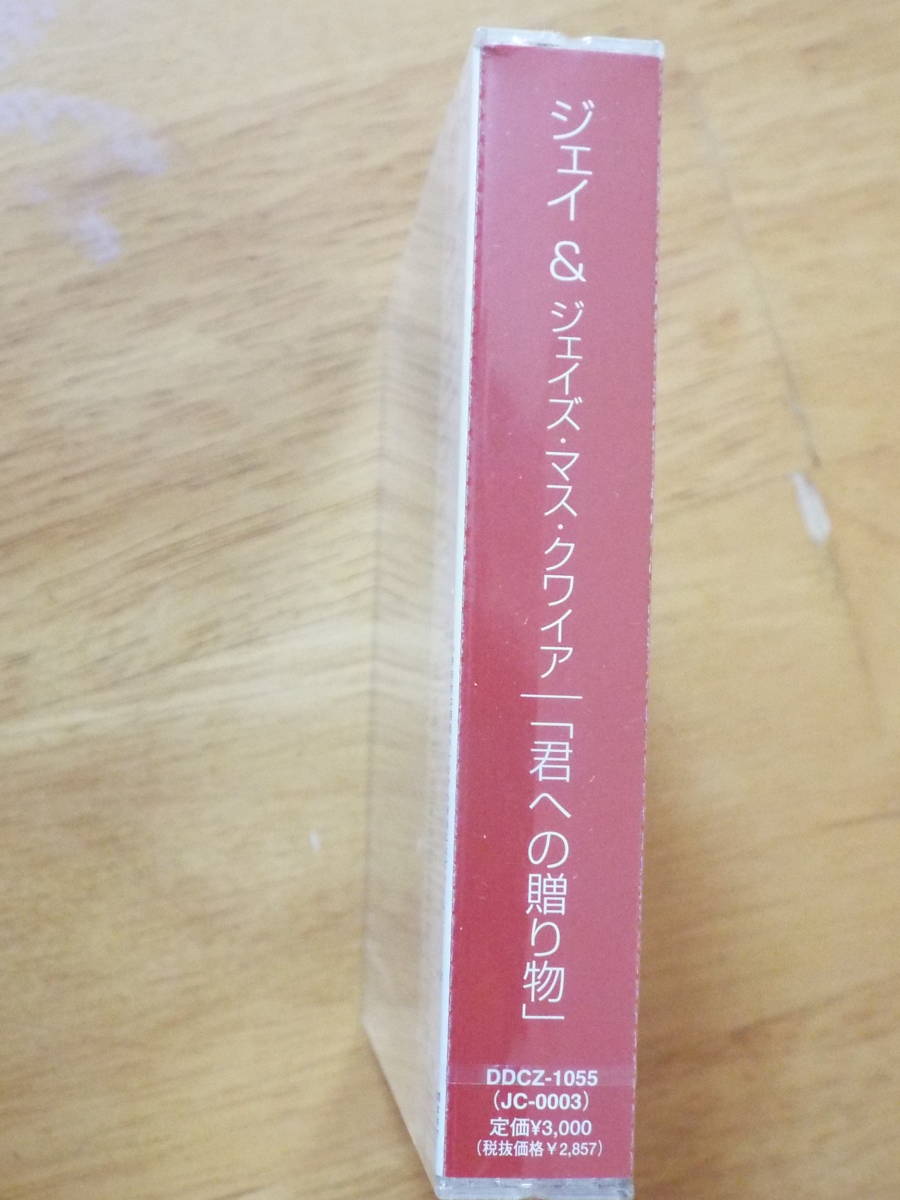 ジェイ & ジェイズ・マス・クワイア|「君への贈り物」
DDCZ-1055
(JC-0003)
定価¥3,000
(税抜価格¥2,857)